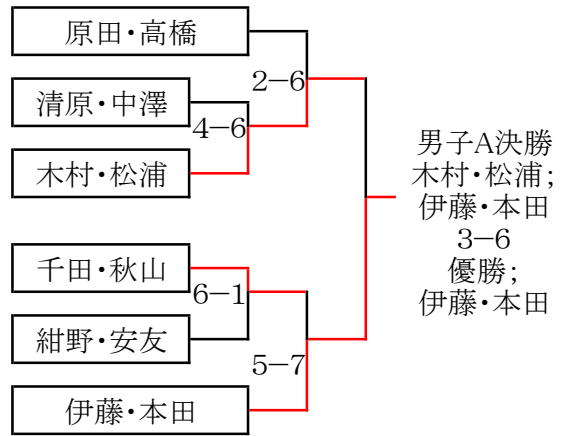 原田・高橋
2−6
清原・中澤
4−6
木村・松浦
千田・秋山
6−1
紺野・安友
5−7
伊藤・本田
男子A決勝
木村・松浦;
伊藤・本田
3−6
優勝;
伊藤・本田